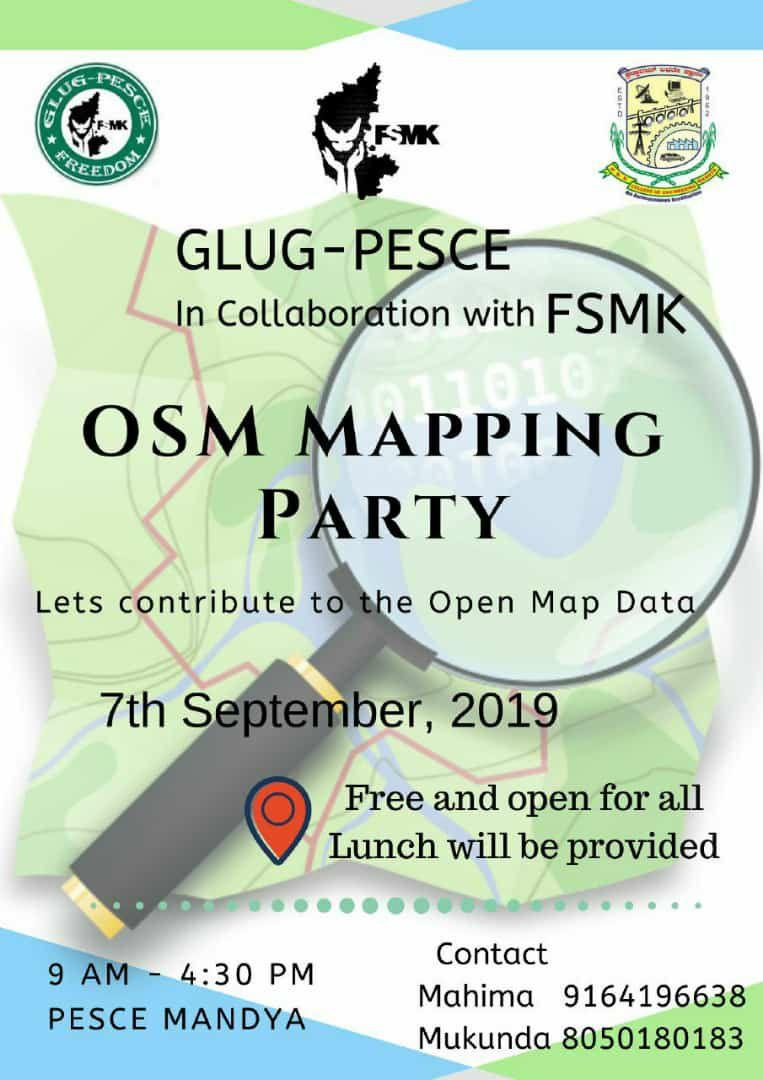 GLUG-PESCE
FSMK
FREEDOM
FSMK
ESTD
1962
GLUG-PESCE
In Collaboration with FSMK
OSM MAPPING
PARTY
Lets contribute to the Open Map Data
7th September, 2019
Free and open for all
Lunch will be provided
9 AM - 4:30 PM
PESCE MANDYA
Contact
Mahima 9164196638
Mukunda 8050180183